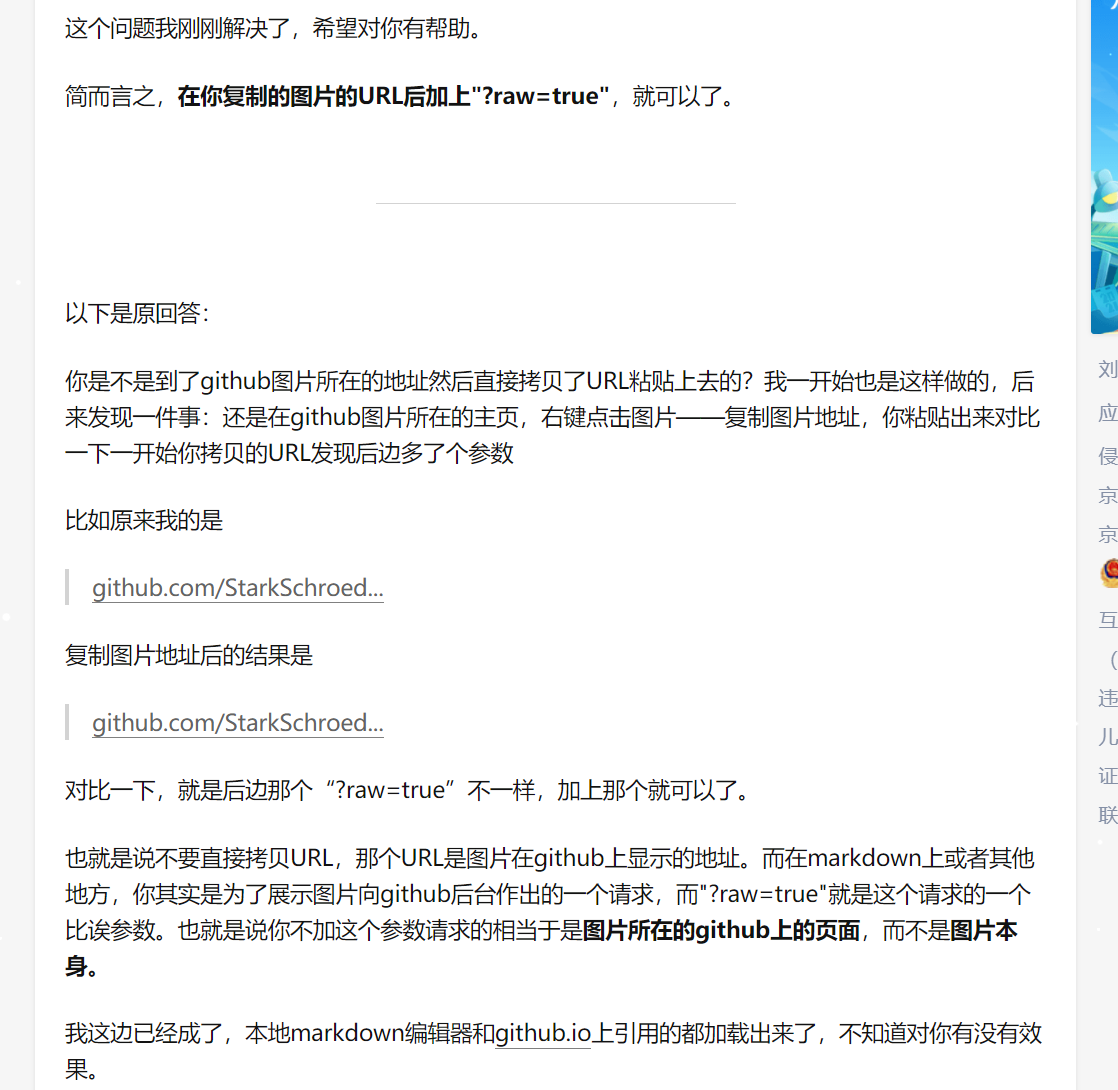 这个问题我刚刚解决了，希望对你有帮助。
简而言之，在你复制的图片的URL后加上"?raw=true"，就可以了。
以下是原回答：
你是不是到了github图片所在的地址然后直接拷贝了URL粘贴上去的？我一开始也是这样做的，后
来发现一件事：还是在github图片所在的主页，右键点击图片——复制图片地址，你粘贴出来对比
一下一开始你拷贝的URL发现后边多了个参数
比如原来我的是
github.com/StarkSchroed...
复制图片地址后的结果是
github.com/StarkSchroed...
对比一下，就是后边那个“?raw=true”不一样，加上那个就可以了。
也就是说不要直接拷贝URL，那个URL是图片在github上显示的地址。而在markdown上或者其他
地方，你其实是为了展示图片向github后台作出的一个请求，而"?raw=true"就是这个请求的一个
比诶参数。也就是说你不加这个参数请求的相当于是图片所在的github上的页面，而不是图片本
身。
我这边已经成了，本地markdown编辑器和github.io上引用的都加载出来了，不知道对你有没有效
果。
刘
应
侵
京
京
互
（
违
儿
证
联